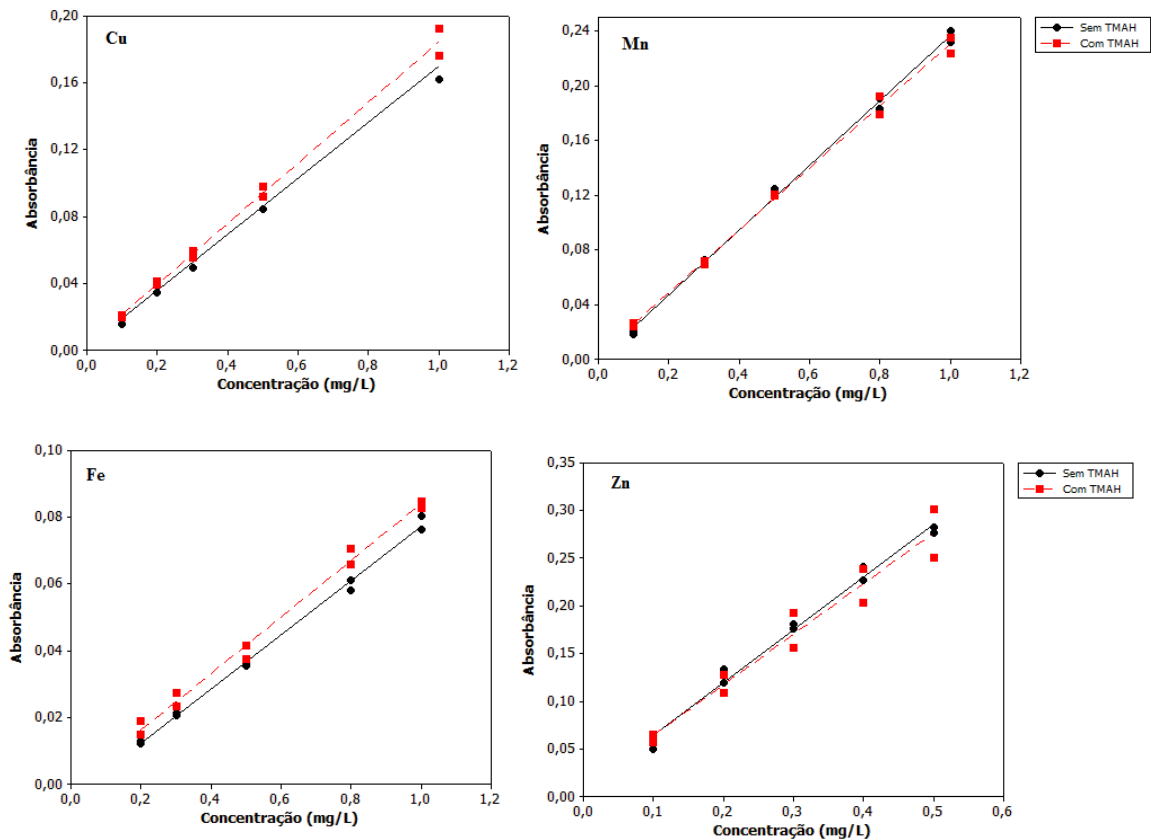 Cu
0,20
0,16
0,12
0,08
0,04
0,00
Absorbância
0,0 0,2 0,4 0,6 0,8 1,0 1,2
Concentração (mg/L)
Mn
0,24
0,16
0,12
0,08
0,04
0,00
Absorbância
0,0 0,2 0,4 0,6 0,8 1,0 1,2
Concentração (mg/L)
Sem TMAH
Com TMAH
Fe
0,10
0,08
0,06
0,04
0,02
0,00
Absorbância
0,0 0,2 0,4 0,6 0,8 1,0 1,2
Concentração (mg/L)
Zn
0,35
0,30
0,25
0,20
0,15
0,10
0,05
0,00
Absorbância
0,0 0,1 0,2 0,3 0,4 0,5 0,6
Concentração (mg/L)
Sem TMAH
Com TMAH